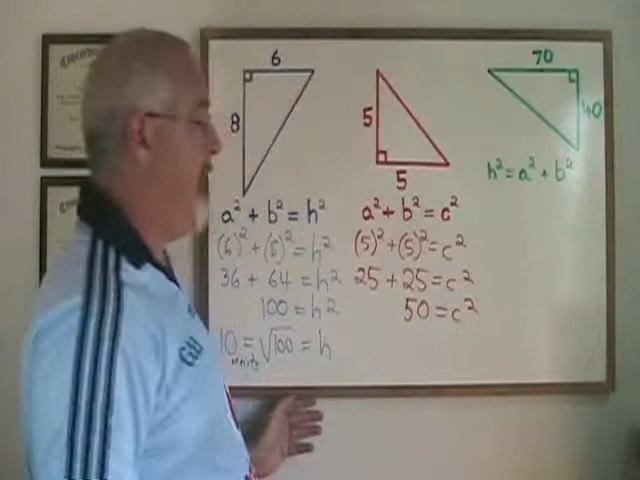 6
8
a² + b² = h²
(6)² + (8)² = h²
36 + 64 = h²
100 = h²
10 = √100 = h
units
5
5
a² + b² = c²
(5)² + (5)² = c²
25 + 25 = c²
50 = c²
70
40
h² = a² + b²